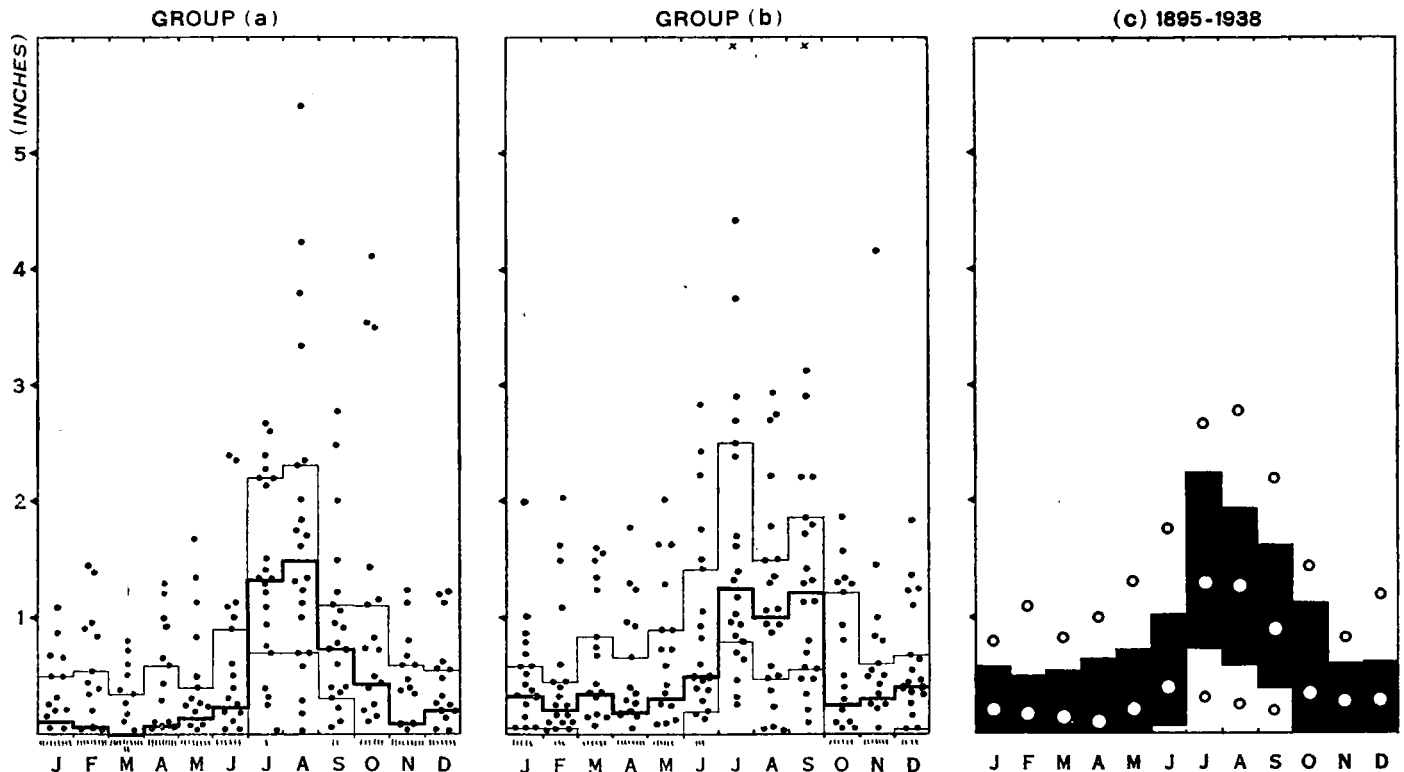 GROUP (a)
GROUP (b)
(c) 1895-1938
(INCHES)
5
4
3
2
1
J F M A M J J A S O N D
J F M A M J J A S O N D
J F M A M J J A S O N D